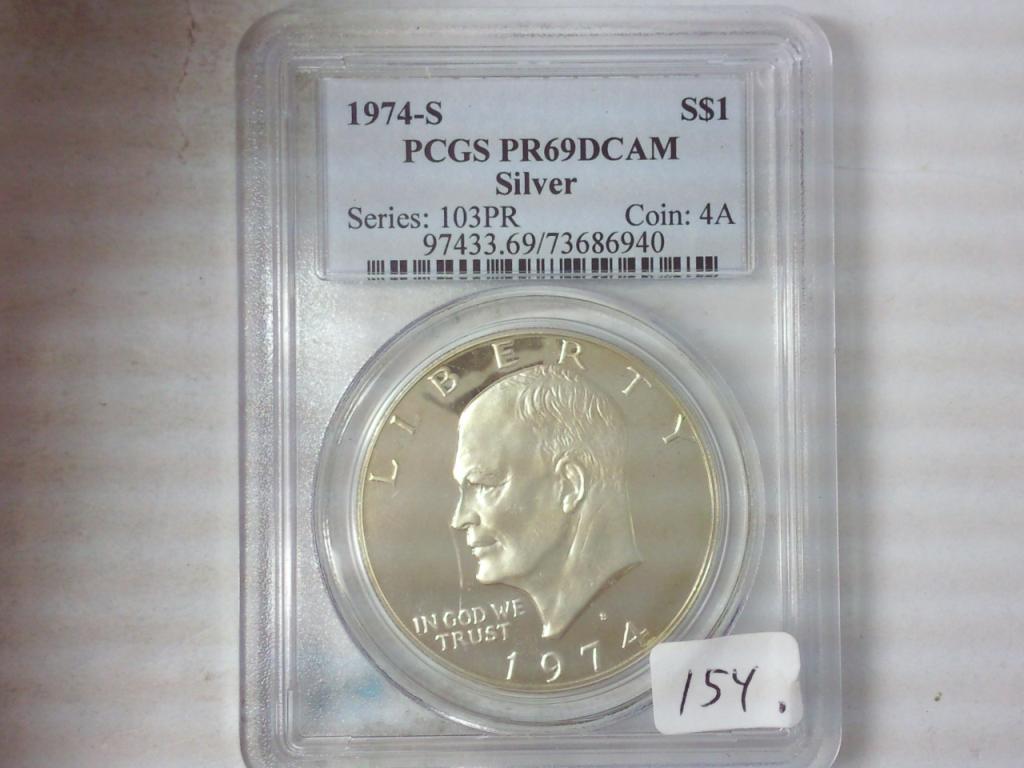 1974-S S$1
PCGS PR69DCAM
Silver
Series: 103PR Coin: 4A
97433.69/73686940
LIBERTY
IN GOD WE
TRUST
S
1974
154.